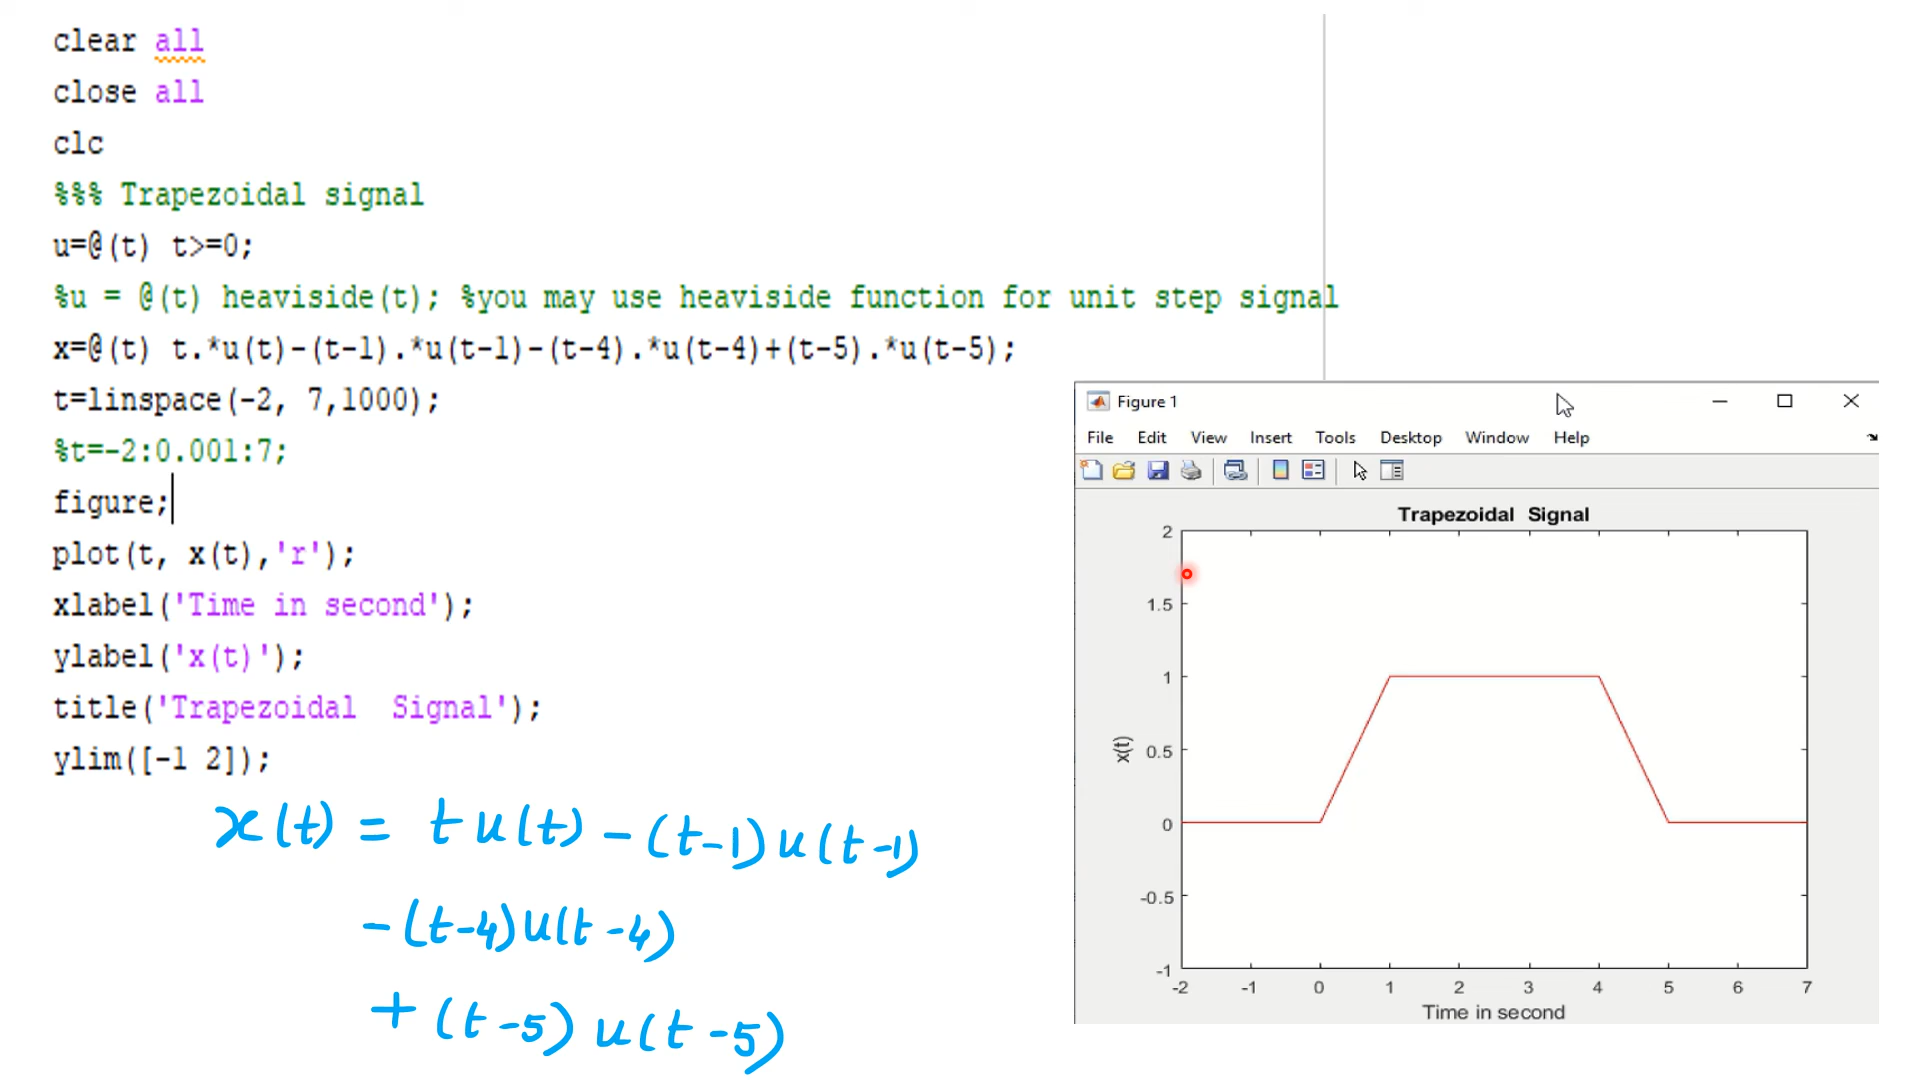 clear all
close all
clc
%%% Trapezoidal signal
u=@(t) t>=0;
%u = @(t) heaviside(t); %you may use heaviside function for unit step signal
x=@(t) t.*u(t)-(t-1).*u(t-1)-(t-4).*u(t-4)+(t-5).*u(t-5);
t=linspace(-2, 7,1000);
%t=-2:0.001:7;
figure;
plot(t, x(t),'r');
xlabel('Time in second');
ylabel('x(t)');
title('Trapezoidal  Signal');
ylim([-1 2]);
x(t) = t u(t) - (t-1) u(t-1)
- (t-4) u(t-4)
+ (t-5) u(t-5)
Figure 1
File Edit View Insert Tools Desktop Window Help
Trapezoidal  Signal
2
1.5
1
0.5
0
-0.5
-1
x(t)
-2 -1 0 1 2 3 4 5 6 7
Time in second